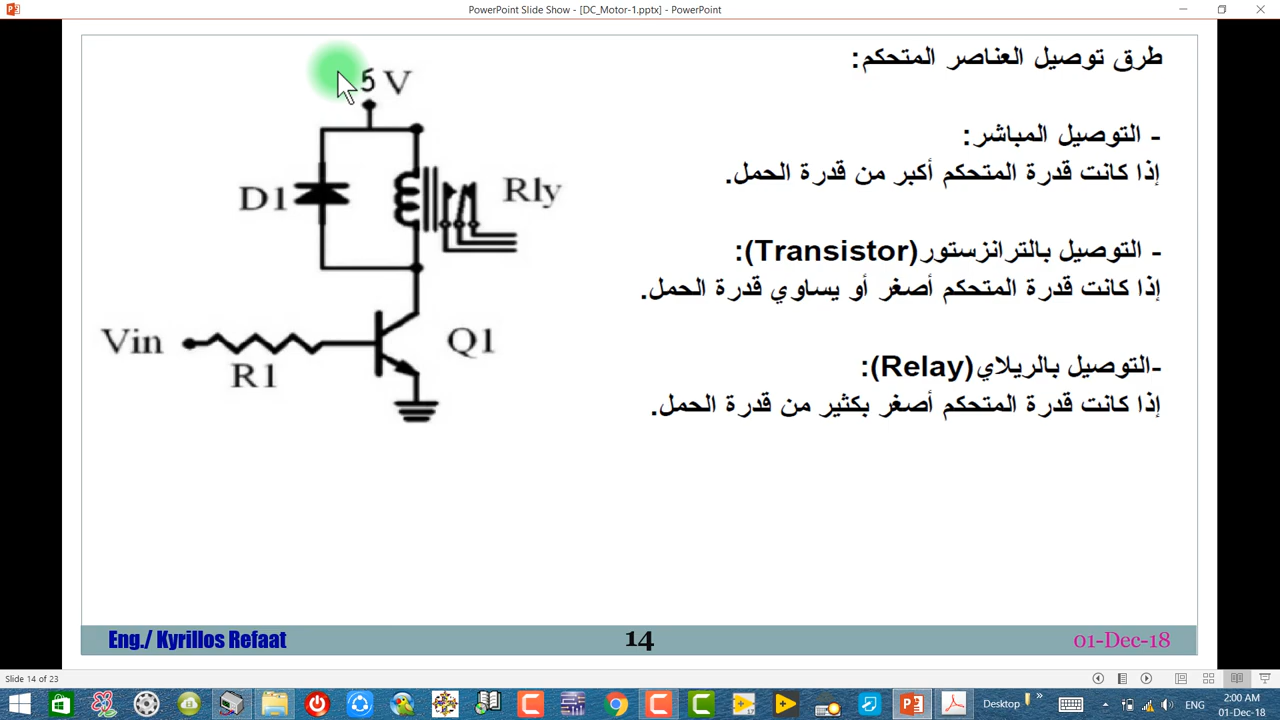 PowerPoint Slide Show - [DC_Motor-1.pptx] - PowerPoint
طرق توصيل العناصر المتحكم:
- التوصيل المباشر:
إذا كانت قدرة المتحكم أكبر من قدرة الحمل.
- التوصيل بالترانزستور(Transistor):
إذا كانت قدرة المتحكم أصغر أو يساوي قدرة الحمل.
-التوصيل بالريلاي(Relay):
إذا كانت قدرة المتحكم أصغر بكثير من قدرة الحمل.
5 V
D1
Rly
Vin
R1
Q1
Eng./ Kyrillos Refaat
14
01-Dec-18
Slide 14 of 23
Desktop
ENG
2:00 AM
01-Dec-18